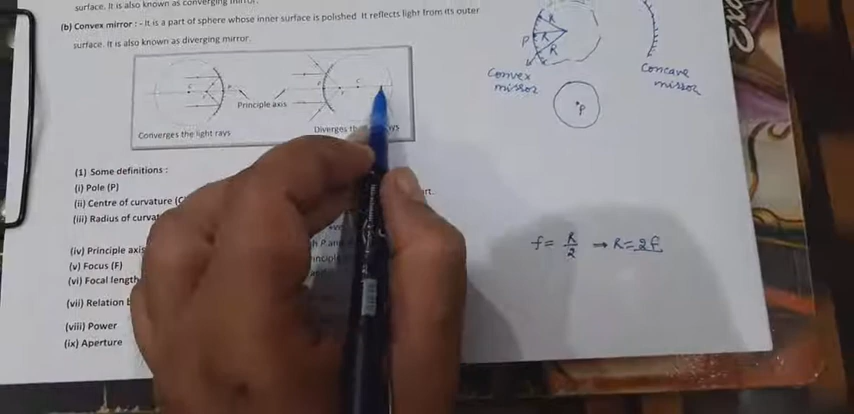 surface. It is also known as converging mirror.
(b) Convex mirror : - It is a part of sphere whose inner surface is polished. It reflects light from its outer
surface. It is also known as diverging mirror.
Principle axis
Converges the light rays
Diverges the rays
(1) Some definitions :
(i) Pole (P)
(ii) Centre of curvature (C
(iii) Radius of curvat
(iv) Principle axis
(v) Focus (F)
(vi) Focal length
(vii) Relation b
(viii) Power
(ix) Aperture
P R R R
Convex
mirror
Concave
mirror
P
f = R/2 → R = 2f